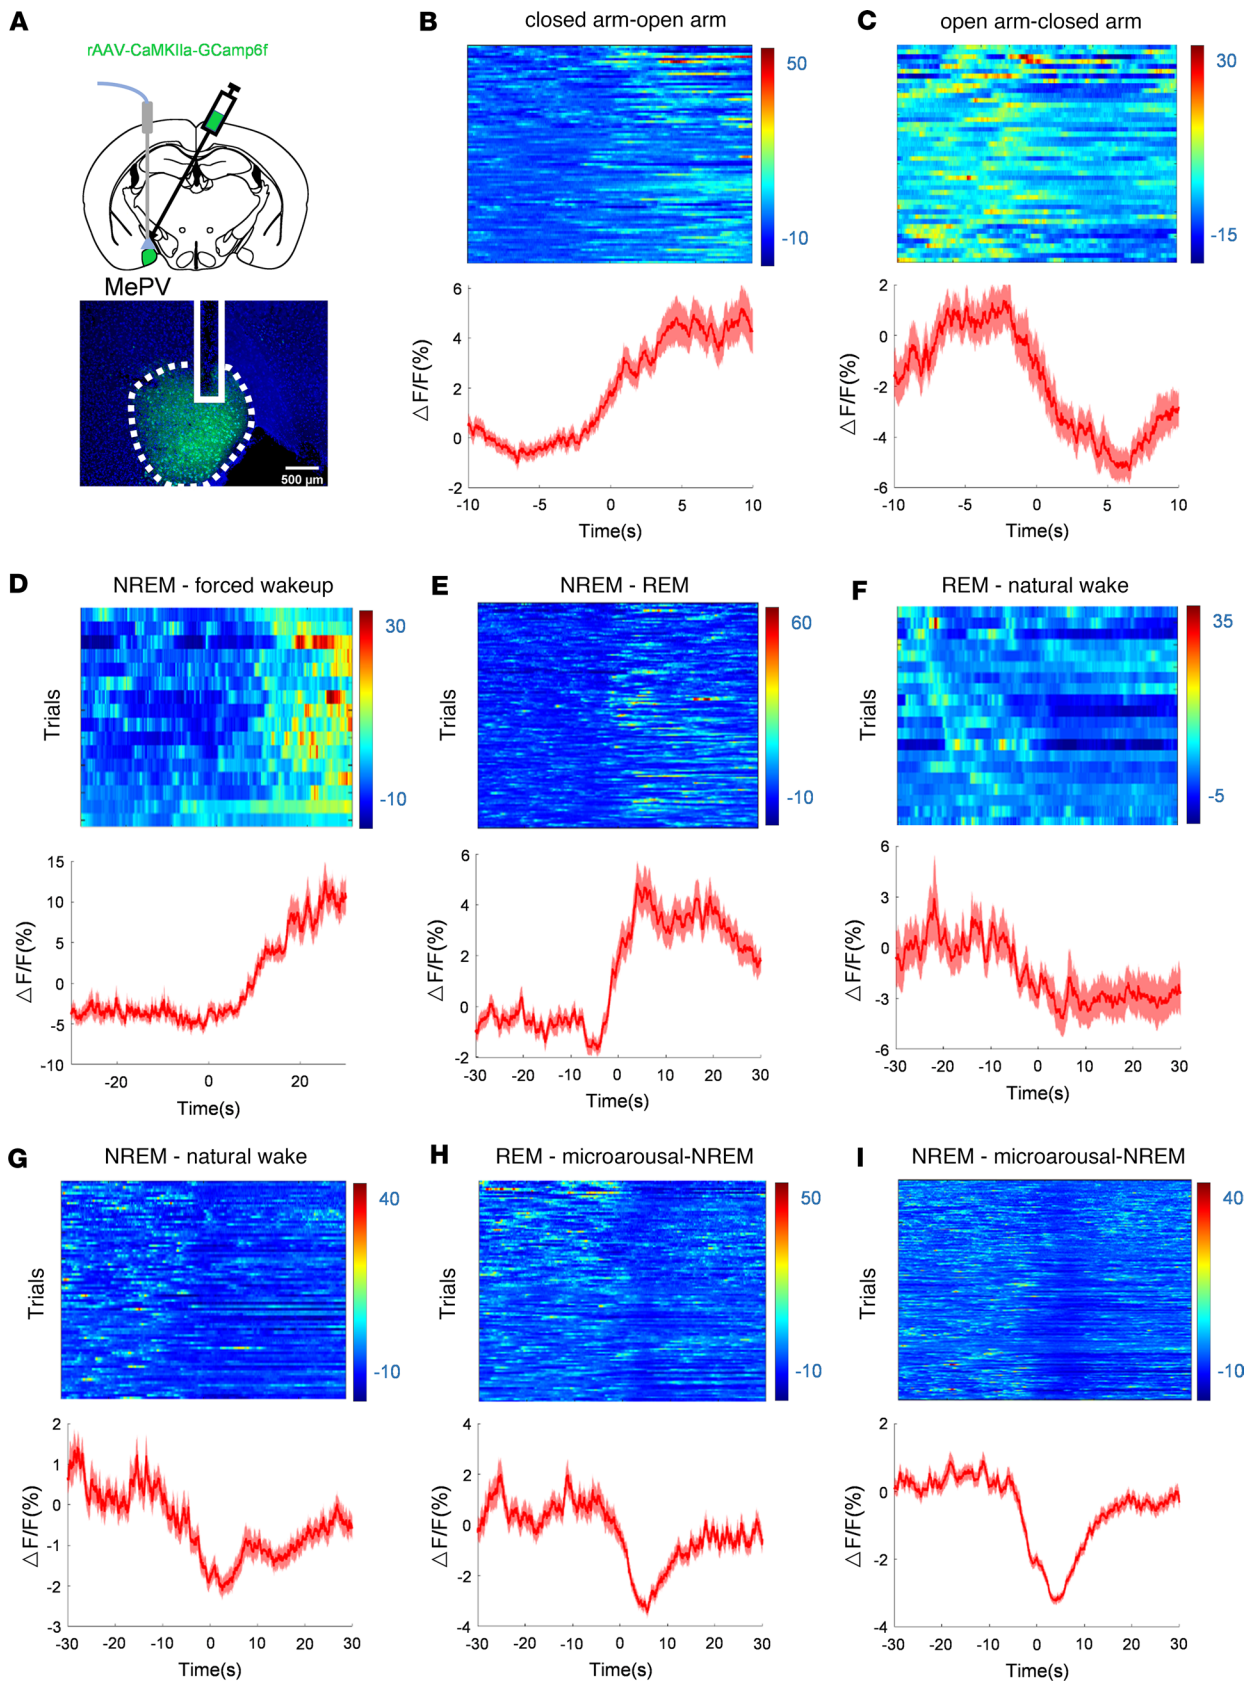 A
rAAV-CaMKIIa-GCamp6f
MePV
500 µm
B
closed arm-open arm
50
-10
6
4
2
0
-2
△F/F(%)
-10
-5
0
5
10
Time(s)
C
open arm-closed arm
30
-15
2
0
-2
-4
-6
△F/F(%)
-10
-5
0
5
10
Time(s)
D
NREM - forced wakeup
Trials
30
-10
15
10
5
0
-5
-10
△F/F(%)
-20
0
20
Time(s)
E
NREM - REM
Trials
60
-10
6
4
2
0
-2
△F/F(%)
-30
-20
-10
0
10
20
30
Time(s)
F
REM - natural wake
Trials
35
-5
6
3
0
-3
-6
△F/F(%)
-30
-20
-10
0
10
20
30
Time(s)
G
NREM - natural wake
Trials
40
-10
2
1
0
-1
-2
-3
△F/F(%)
-30
-20
-10
0
10
20
30
Time(s)
H
REM - microarousal-NREM
Trials
50
-10
4
2
0
-2
-4
△F/F(%)
-30
-20
-10
0
10
20
30
Time(s)
I
NREM - microarousal-NREM
Trials
40
-10
2
0
-2
-4
△F/F(%)
-30
-20
-10
0
10
20
30
Time(s)